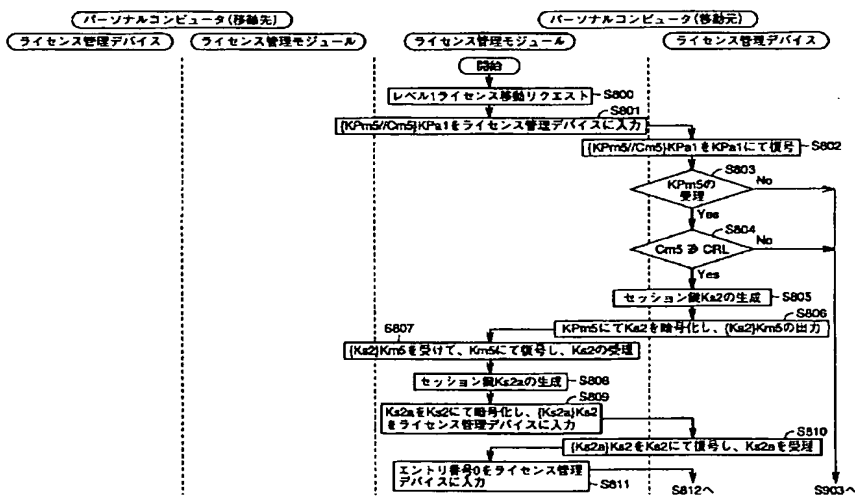 パーソナルコンピュータ(移動先)
パーソナルコンピュータ(移動元)
ライセンス管理デバイス
ライセンス管理モジュール
ライセンス管理モジュール
ライセンス管理デバイス
開始
レベル1ライセンス移動リクエスト
S800
S801
{KPm5//Cm5}KPa1をライセンス管理デバイスに入力
{KPm5//Cm5}KPa1をKPa1にて復号
S802
S803
KPm5の
受理
No
Yes
S804
Cm5 ∌ CRL
No
Yes
セッション鍵Ks2の生成
S805
S806
KPm5にてKs2を暗号化し、{Ks2}Km5の出力
S807
{Ks2}Km5を受けて、Km5にて復号し、Ks2の受理
セッション鍵Ks2aの生成
S808
S809
Ks2aをKs2にて暗号化し、{Ks2a}Ks2
をライセンス管理デバイスに入力
S810
{Ks2a}Ks2をKs2にて復号し、Ks2aを受理
エントリ番号0をライセンス管理
デバイスに入力
S811
S812へ
S903へ